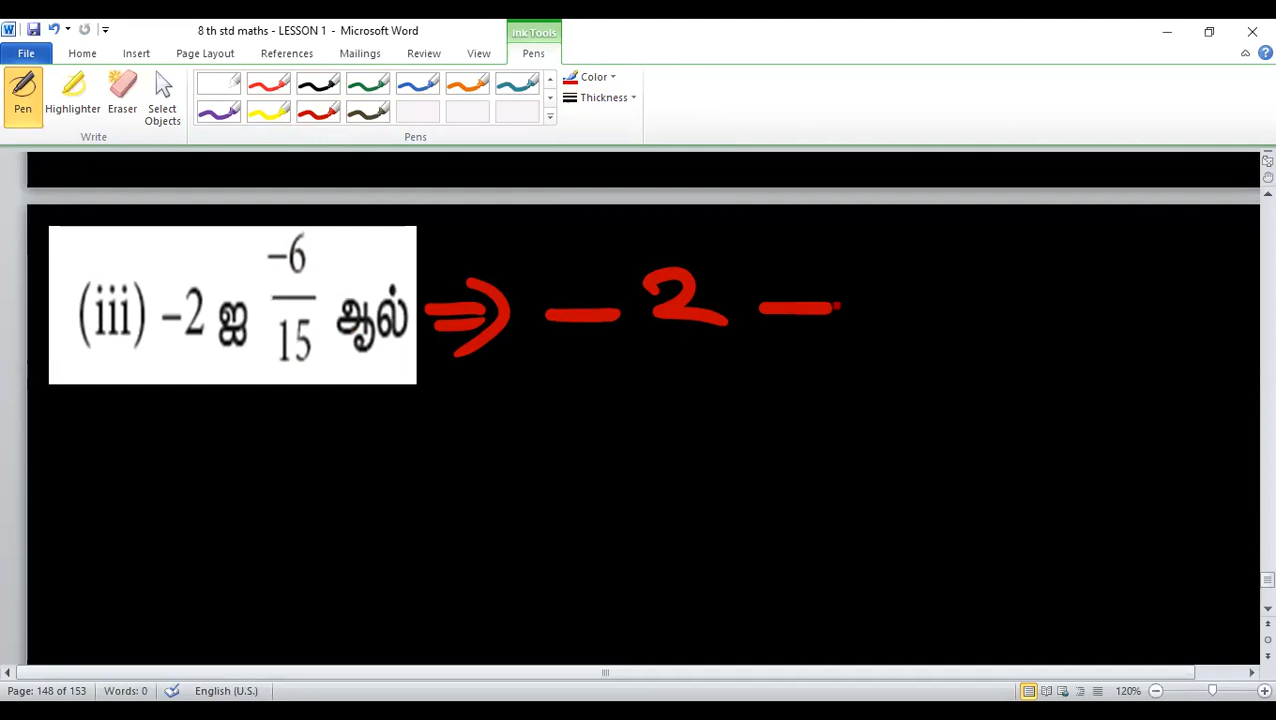 8 th std maths - LESSON 1 - Microsoft Word
Ink Tools
File Home Insert Page Layout References Mailings Review View Pens
Pen Highlighter Eraser Select Objects
Color
Thickness
Write
Pens
(iii) −2 ஐ −6/15 ஆல் ⇒ − 2 −
Page: 148 of 153 Words: 0 English (U.S.) 120%